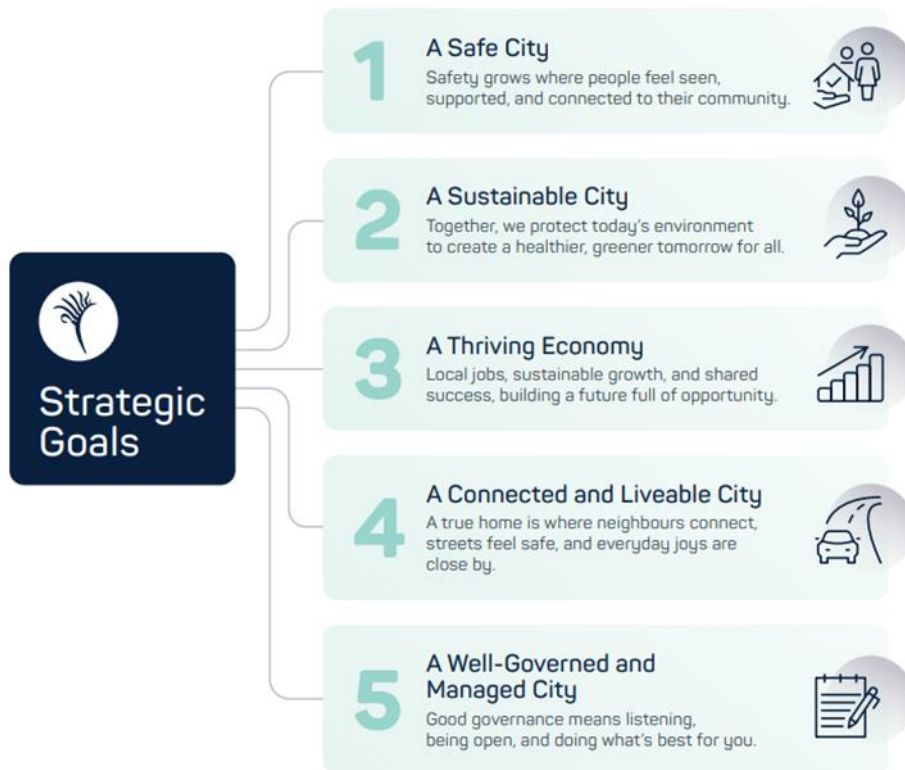 Strategic
Goals
1
A Safe City
Safety grows where people feel seen,
supported, and connected to their community.
2
A Sustainable City
Together, we protect today's environment
to create a healthier, greener tomorrow for all.
3
A Thriving Economy
Local jobs, sustainable growth, and shared
success, building a future full of opportunity.
4
A Connected and Liveable City
A true home is where neighbours connect,
streets feel safe, and everyday joys are
close by.
5
A Well-Governed and
Managed City
Good governance means listening,
being open, and doing what's best for you.